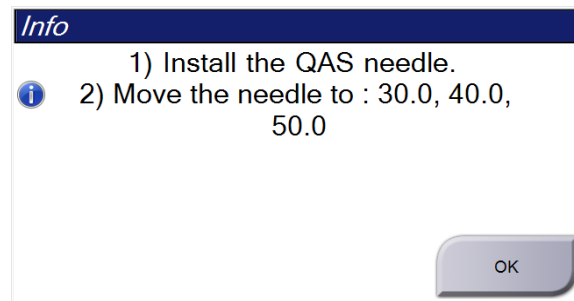 Info
1) Install the QAS needle.
2) Move the needle to : 30.0, 40.0,
50.0
OK